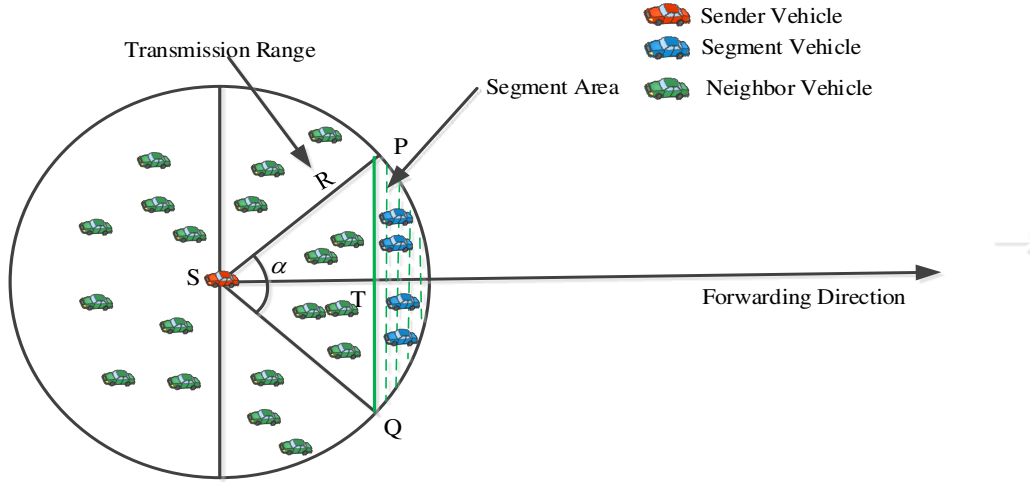 Sender Vehicle
Transmission Range
Segment Vehicle
Segment Area
Neighbor Vehicle
P
R
S
α
T
Forwarding Direction
Q